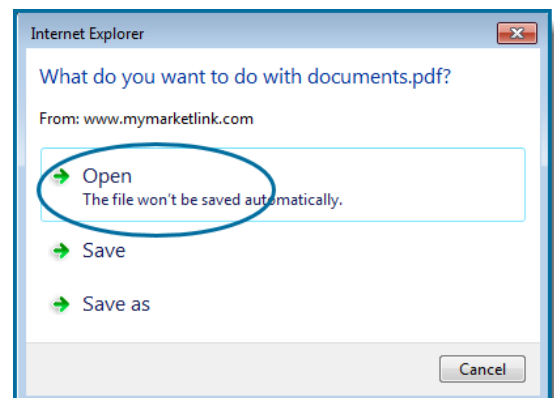 Internet Explorer
What do you want to do with documents.pdf?
From: www.mymarketlink.com
Open
The file won't be saved automatically.
Save
Save as
Cancel